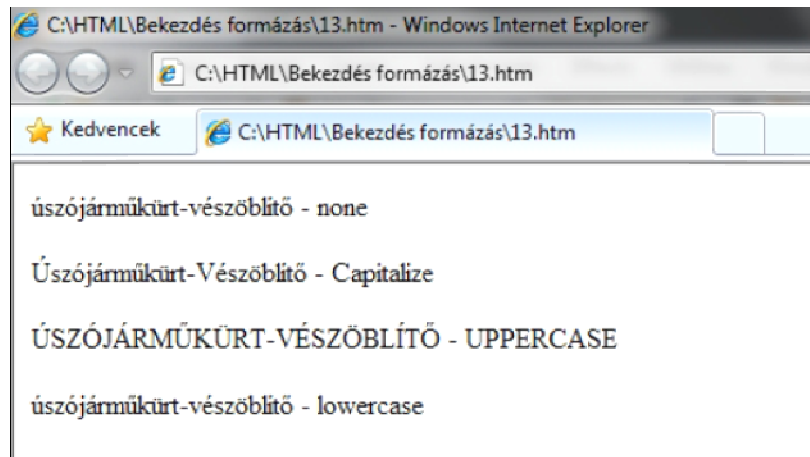 C:\HTML\Bekezdés formázás\13.htm - Windows Internet Explorer
C:\HTML\Bekezdés formázás\13.htm
Kedvencek C:\HTML\Bekezdés formázás\13.htm
úszójárműkürt-vészöblítő - none
Úszójárműkürt-Vészöblítő - Capitalize
ÚSZÓJÁRMŰKÜRT-VÉSZÖBLÍTŐ - UPPERCASE
úszójárműkürt-vészöblítő - lowercase